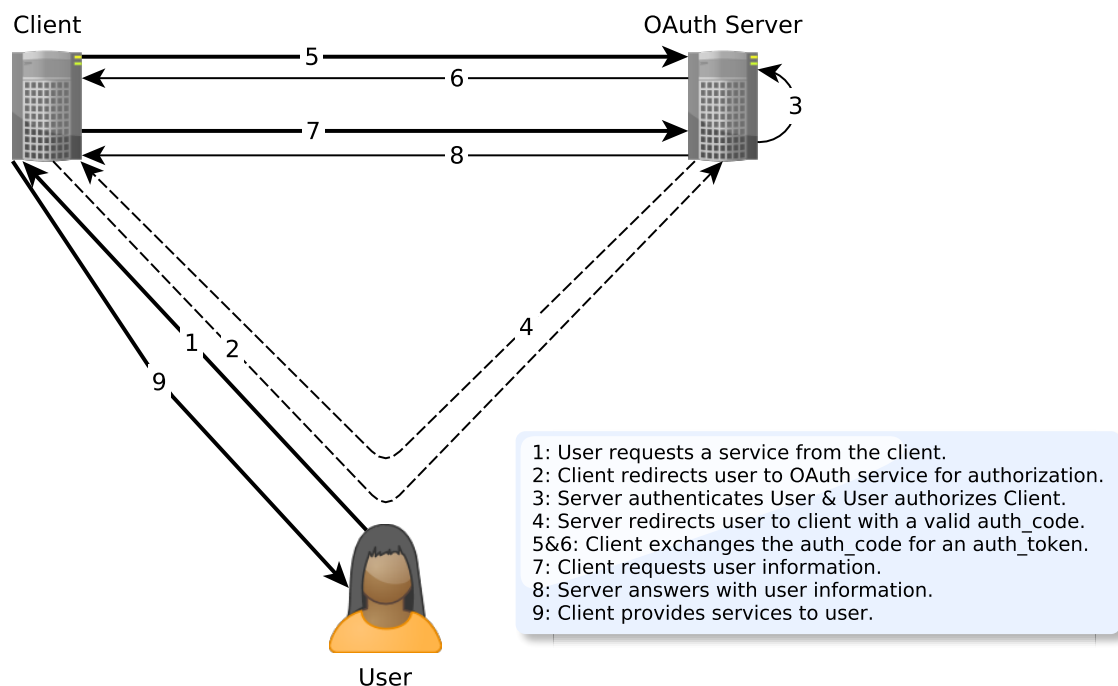 Client
OAuth Server
5
6
3
7
8
4
1
2
9
1: User requests a service from the client.
2: Client redirects user to OAuth service for authorization.
3: Server authenticates User & User authorizes Client.
4: Server redirects user to client with a valid auth_code.
5&6: Client exchanges the auth_code for an auth_token.
7: Client requests user information.
8: Server answers with user information.
9: Client provides services to user.
User